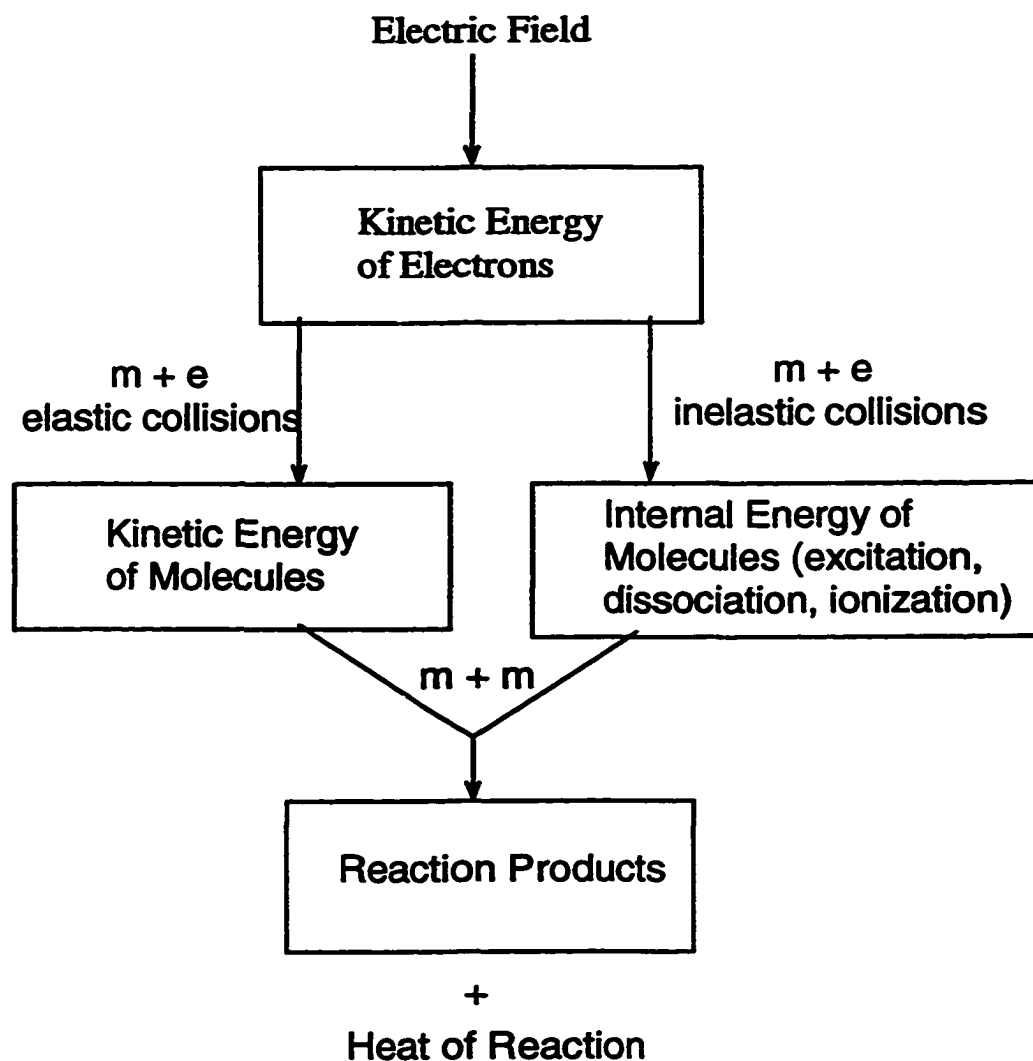 Electric Field
Kinetic Energy
of Electrons
m + e
elastic collisions
m + e
inelastic collisions
Kinetic Energy
of Molecules
Internal Energy of
Molecules (excitation,
dissociation, ionization)
m + m
Reaction Products
+
Heat of Reaction